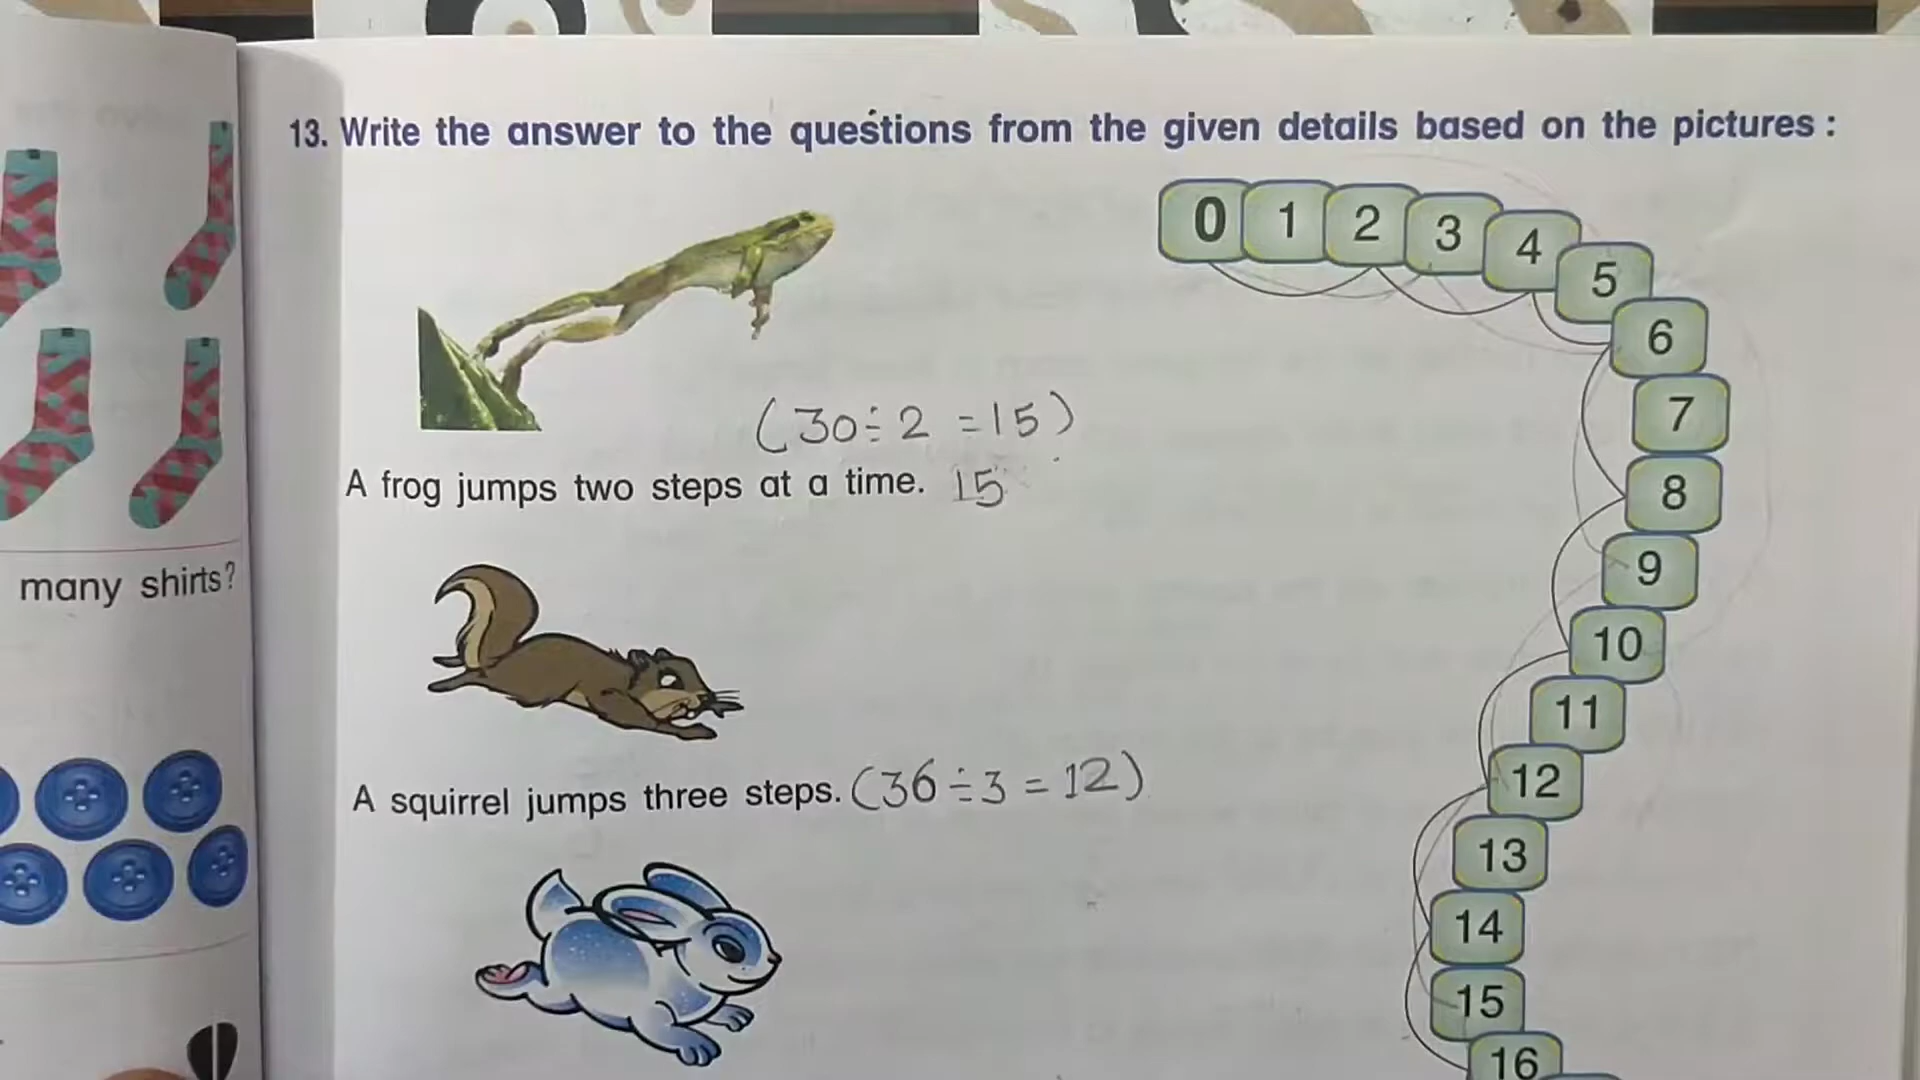 13. Write the answer to the questions from the given details based on the pictures :
0 1 2 3 4 5 6 7 8 9 10 11 12 13 14 15 16
(30÷2 =15)
A frog jumps two steps at a time. 15
many shirts?
A squirrel jumps three steps. (36÷3 = 12)